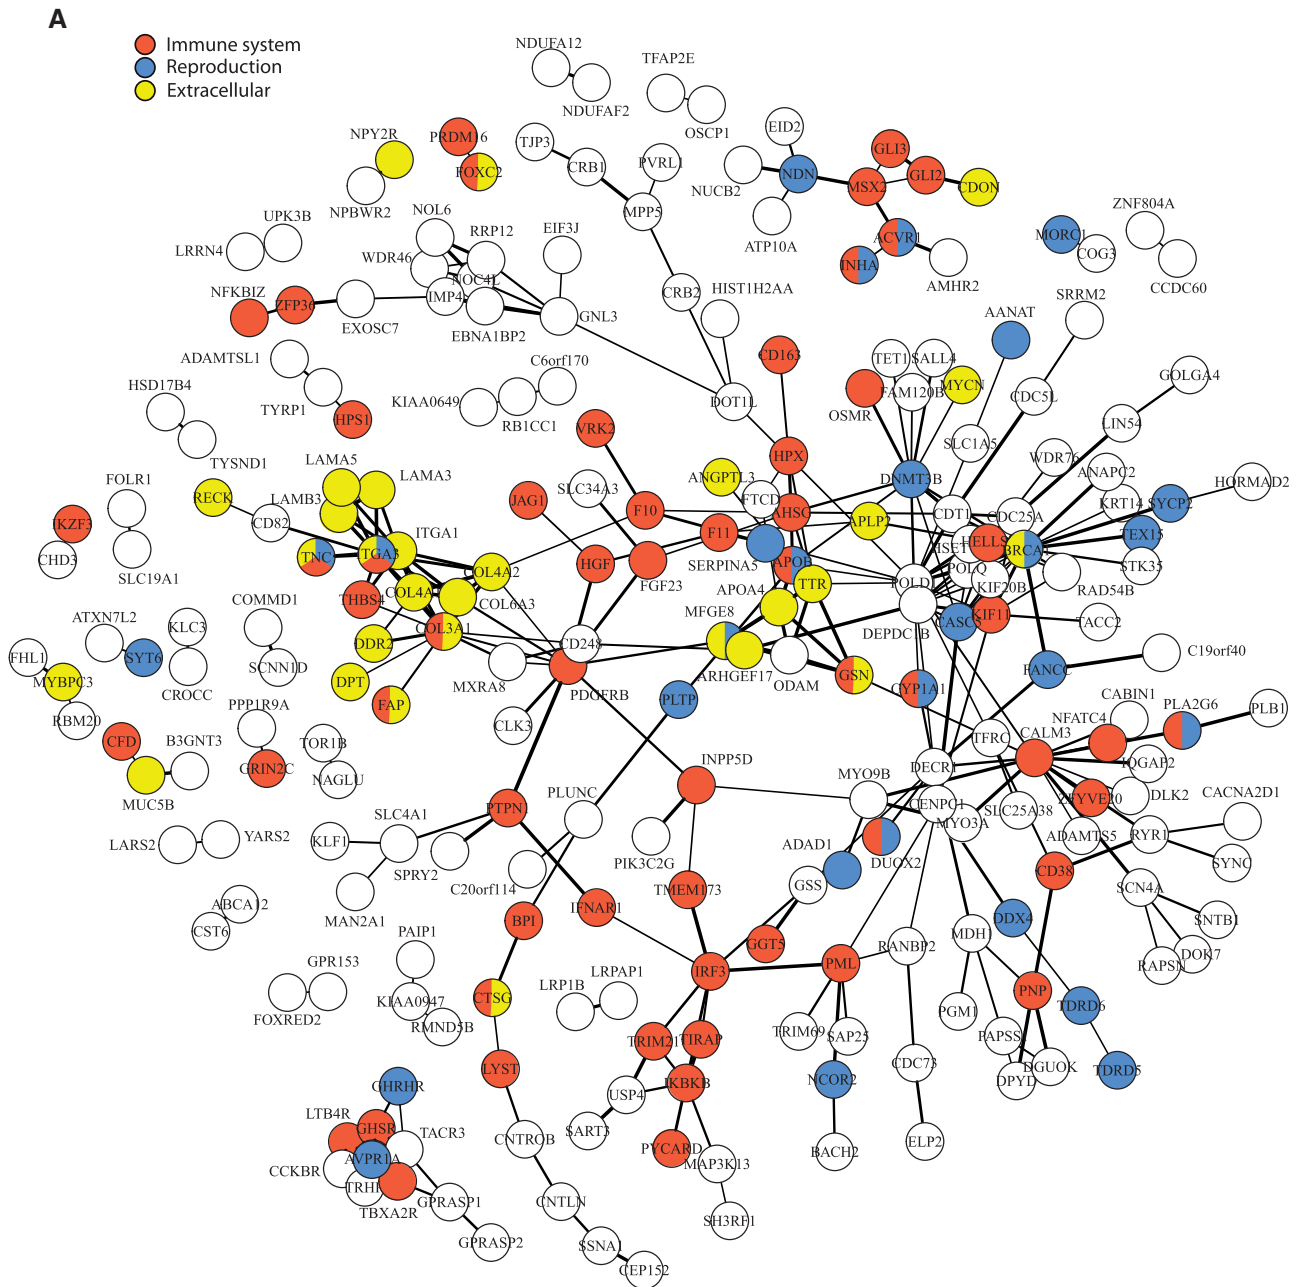 A
Immune system
Reproduction
Extracellular
NDUFA12
NDUFAF2
TFAP2E
OSCP1
NPY2R
NPBWR2
PRDM16
FOXC2
TJP3
CRB1
PVRL1
MPP5
EID2
NUCB2
NDN
ATP10A
GLI3
MSX2
GLI2
CDON
ACVR1
INHA
AMHR2
MORC1
COG3
ZNF804A
CCDC60
UPK3B
LRRN4
NOL6
RRP12
EIF3J
WDR46
NOC4L
IMP4
EBNA1BP2
GNL3
NFKBIZ
ZFP36
EXOSC7
CRB2
HIST1H2AA
DOT1L
ADAMTSL1
TYRP1
HPS1
C6orf170
KIAA0649
RB1CC1
HSD17B4
TYSND1
CD163
OSMR
TET1
SALL4
FAM120B
MYCN
AANAT
SLC1A5
SRRM2
CDC5L
GOLGA4
LIN54
WDR76
ANAPC2
KRT14
SYCP2
HORMAD2
TEX15
STK35
RAD54B
TACC2
FOLR1
SLC19A1
IKZF3
CHD3
RECK
CD82
LAMA5
LAMA3
LAMB3
ITGA1
TNC
THBS4
COL4A2
COL6A3
COL3A1
DDR2
DPT
FAP
JAG1
VRK2
SLC34A3
F10
HGF
FGF23
F11
ANGPTL3
FTCD
HPX
AHSG
SERPINA5
APOB
APOA4
TTR
APLP2
MFGE8
ARHGEF17
ODAM
GSN
DNMT3B
CDT1
CDC25A
HELLS
POLQ
KIF20B
DEPDC1B
KIF11
FANCC
C19orf40
CYP1A1
CD248
PDGFRB
MXRA8
CLK3
PLTP
COMMD1
SCNN1D
ATXN7L2
SYT6
KLC3
CROCC
FHL1
MYBPC3
RBM20
CFD
MUC5B
B3GNT3
PPP1R9A
GRIN2C
TOR1B
NAGLU
LARS2
YARS2
ABCA12
CST6
SLC4A1
KLF1
MAN2A1
PTPN1
SPRY2
PLUNC
C20orf114
BPI
IFNAR1
INPP5D
PIK3C2G
TMEM173
MYO9B
DECR1
CENPC1
MYO3A
TFRC
CALM3
NFATC4
CABIN1
PLA2G6
PLB1
IQGAP2
ZFYVE20
DLK2
ADAMTS5
SLC25A38
RYR1
CACNA2D1
SYNC
CD38
SCN4A
SNTB1
DOK7
RAPSN
DUOX2
ADAD1
GSS
GGT5
IRF3
PML
RANBP2
MDH1
DDX4
PNP
TDRD6
TDRD5
PGM1
PAPSS
DPYD
DGUOK
TRIM69
SAP25
NCOR2
BACH2
CDC73
ELP2
PAIP1
KIAA0947
RMND5B
GPR153
FOXRED2
LRPAP1
LRP1B
CTSG
LYST
CNTROB
CNTLN
SSNA1
CEP152
TRIM21
TIRAP
IKBKB
USP4
SART3
PYCARD
MAP3K13
SH3RF1
GHRHR
LTB4R
GHSR
TACR3
CCKBR
AVPR1A
TBXA2R
GPRASP1
GPRASP2